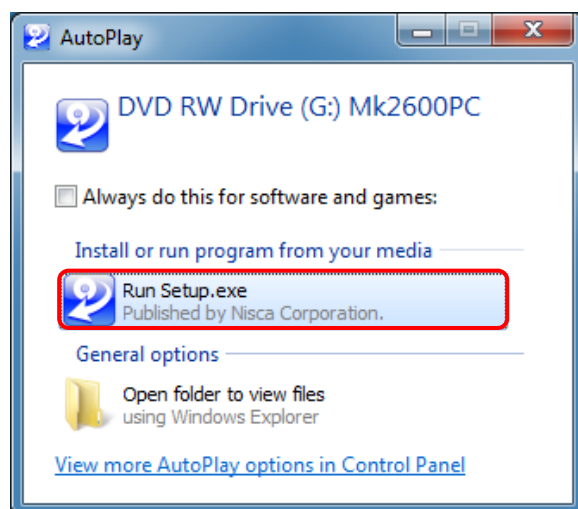 AutoPlay
DVD RW Drive (G:) Mk2600PC
Always do this for software and games:
Install or run program from your media
Run Setup.exe
Published by Nisca Corporation.
General options
Open folder to view files
using Windows Explorer
View more AutoPlay options in Control Panel